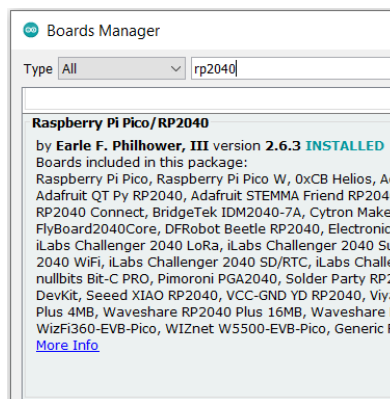 Boards Manager
Type All rp2040
Raspberry Pi Pico/RP2040
by Earle F. Philhower, III version 2.6.3 INSTALLED
Boards included in this package:
Raspberry Pi Pico, Raspberry Pi Pico W, 0xCB Helios, A
Adafruit QT Py RP2040, Adafruit STEMMA Friend RP204
RP2040 Connect, BridgeTek IDM2040-7A, Cytron Make
FlyBoard2040Core, DFRobot Beetle RP2040, Electronic
iLabs Challenger 2040 LoRa, iLabs Challenger 2040 Su
2040 WiFi, iLabs Challenger 2040 SD/RTC, iLabs Challe
nullbits Bit-C PRO, Pimoroni PGA2040, Solder Party RP2
DevKit, Seeed XIAO RP2040, VCC-GND YD RP2040, Viy
Plus 4MB, Waveshare RP2040 Plus 16MB, Waveshare
WizFi360-EVB-Pico, WIZnet W5500-EVB-Pico, Generic
More Info